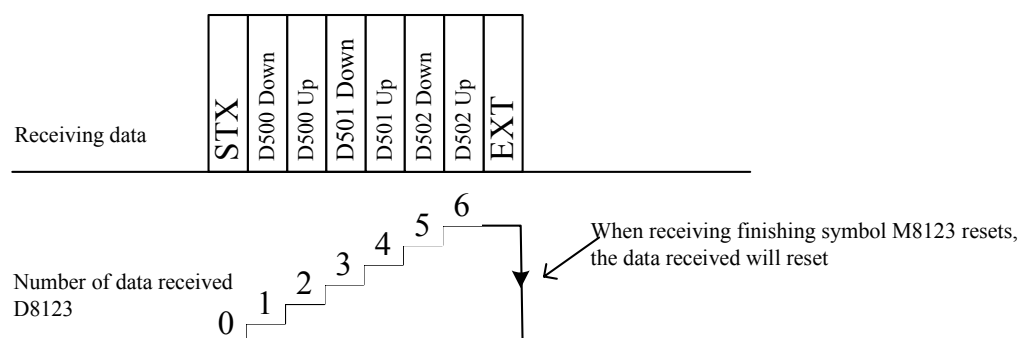 Receiving data
STX
D500 Down
D500 Up
D501 Down
D501 Up
D502 Down
D502 Up
EXT
Number of data received
D8123
0
1
2
3
4
5
6
When receiving finishing symbol M8123 resets,
the data received will reset